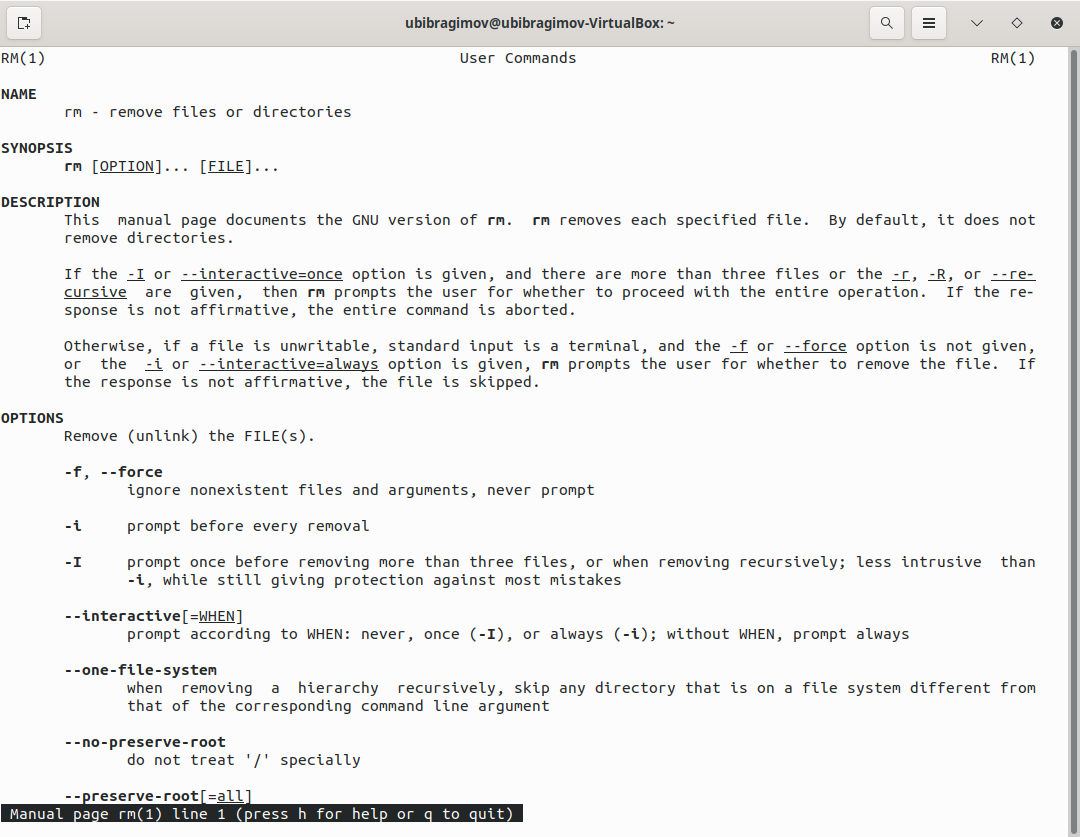 ubibragimov@ubibragimov-VirtualBox: ~
RM(1) User Commands RM(1)
NAME
rm - remove files or directories
SYNOPSIS
rm [OPTION]... [FILE]...
DESCRIPTION
This manual page documents the GNU version of rm. rm removes each specified file. By default, it does not
remove directories.
If the -I or --interactive=once option is given, and there are more than three files or the -r, -R, or --re-
cursive are given, then rm prompts the user for whether to proceed with the entire operation. If the re-
sponse is not affirmative, the entire command is aborted.
Otherwise, if a file is unwritable, standard input is a terminal, and the -f or --force option is not given,
or the -i or --interactive=always option is given, rm prompts the user for whether to remove the file. If
the response is not affirmative, the file is skipped.
OPTIONS
Remove (unlink) the FILE(s).
-f, --force
ignore nonexistent files and arguments, never prompt
-i prompt before every removal
-I prompt once before removing more than three files, or when removing recursively; less intrusive than
-i, while still giving protection against most mistakes
--interactive[=WHEN]
prompt according to WHEN: never, once (-I), or always (-i); without WHEN, prompt always
--one-file-system
when removing a hierarchy recursively, skip any directory that is on a file system different from
that of the corresponding command line argument
--no-preserve-root
do not treat '/' specially
--preserve-root[=all]
Manual page rm(1) line 1 (press h for help or q to quit)